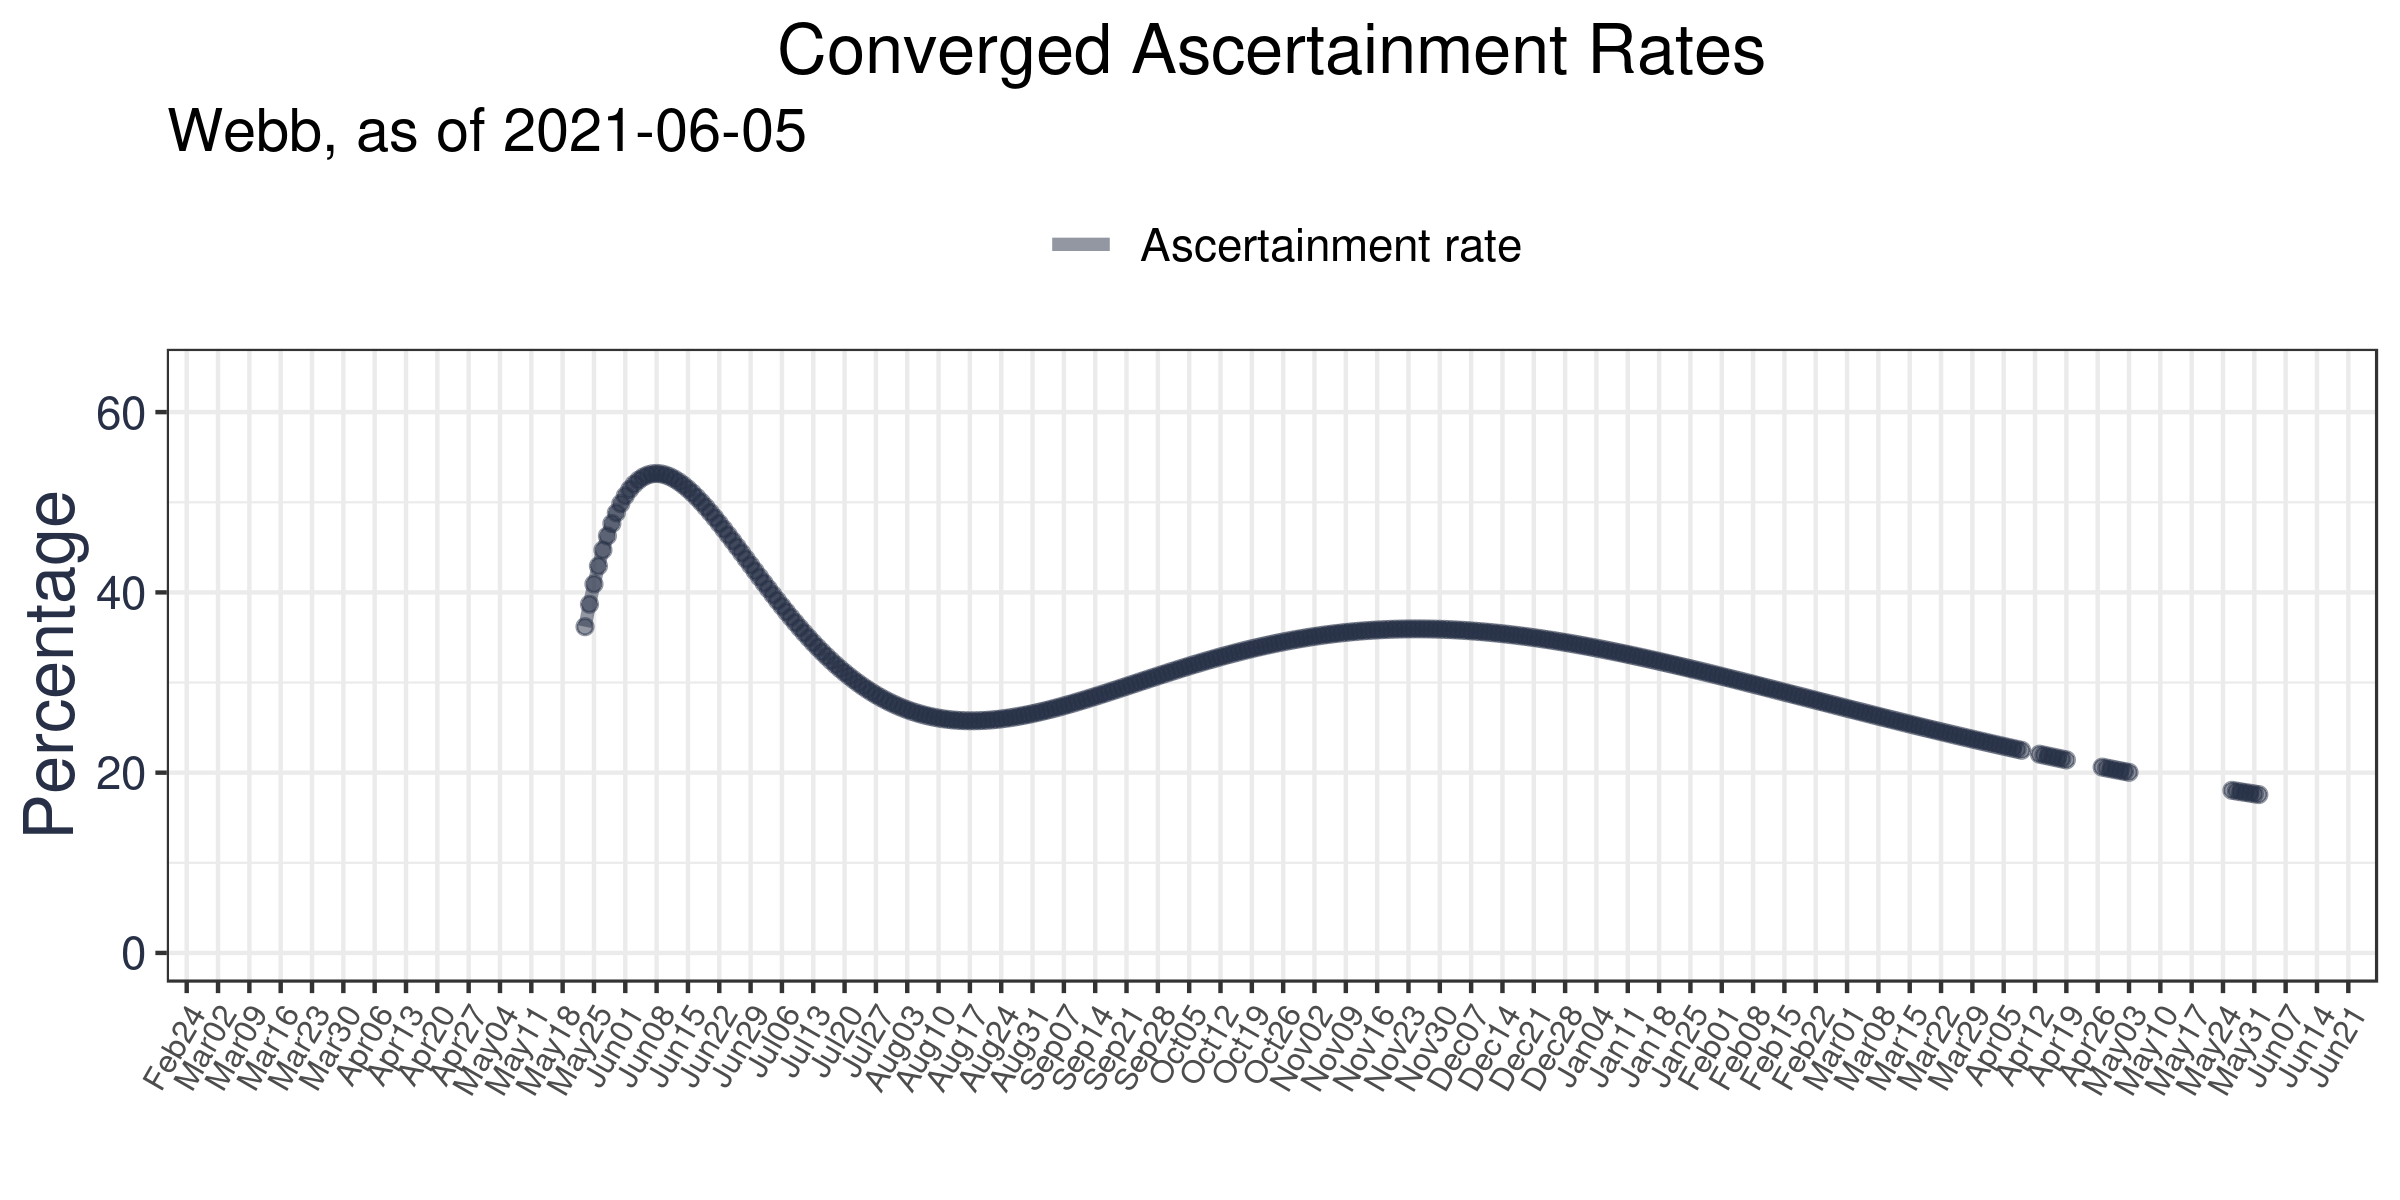 Converged Ascertainment Rates
Webb, as of 2021-06-05
Ascertainment rate
Percentage
60
40
20
0
Feb24 Mar02 Mar09 Mar16 Mar23 Mar30 Apr06 Apr13 Apr20 Apr27 May04 May11 May18 May25 Jun01 Jun08 Jun15 Jun22 Jun29 Jul06 Jul13 Jul20 Jul27 Aug03 Aug10 Aug17 Aug24 Aug31 Sep07 Sep14 Sep21 Sep28 Oct05 Oct12 Oct19 Oct26 Nov02 Nov09 Nov16 Nov23 Nov30 Dec07 Dec14 Dec21 Dec28 Jan04 Jan11 Jan18 Jan25 Feb01 Feb08 Feb15 Feb22 Mar01 Mar08 Mar15 Mar22 Mar29 Apr05 Apr12 Apr19 Apr26 May03 May10 May17 May24 May31 Jun07 Jun14 Jun21